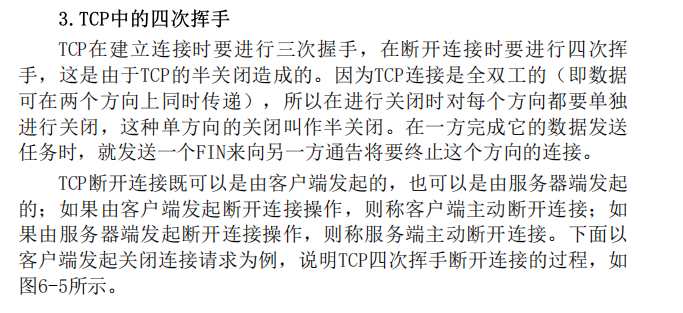 3.TCP中的四次挥手
TCP在建立连接时要进行三次握手，在断开连接时要进行四次挥
手，这是由于TCP的半关闭造成的。因为TCP连接是全双工的（即数据
可在两个方向上同时传递），所以在进行关闭时对每个方向都要单独
进行关闭，这种单方向的关闭叫作半关闭。在一方完成它的数据发送
任务时，就发送一个FIN来向另一方通告将要终止这个方向的连接。
TCP断开连接既可以是由客户端发起的，也可以是由服务器端发起
的；如果由客户端发起断开连接操作，则称客户端主动断开连接；如
果由服务器端发起断开连接操作，则称服务端主动断开连接。下面以
客户端发起关闭连接请求为例，说明TCP四次挥手断开连接的过程，如
图6-5所示。